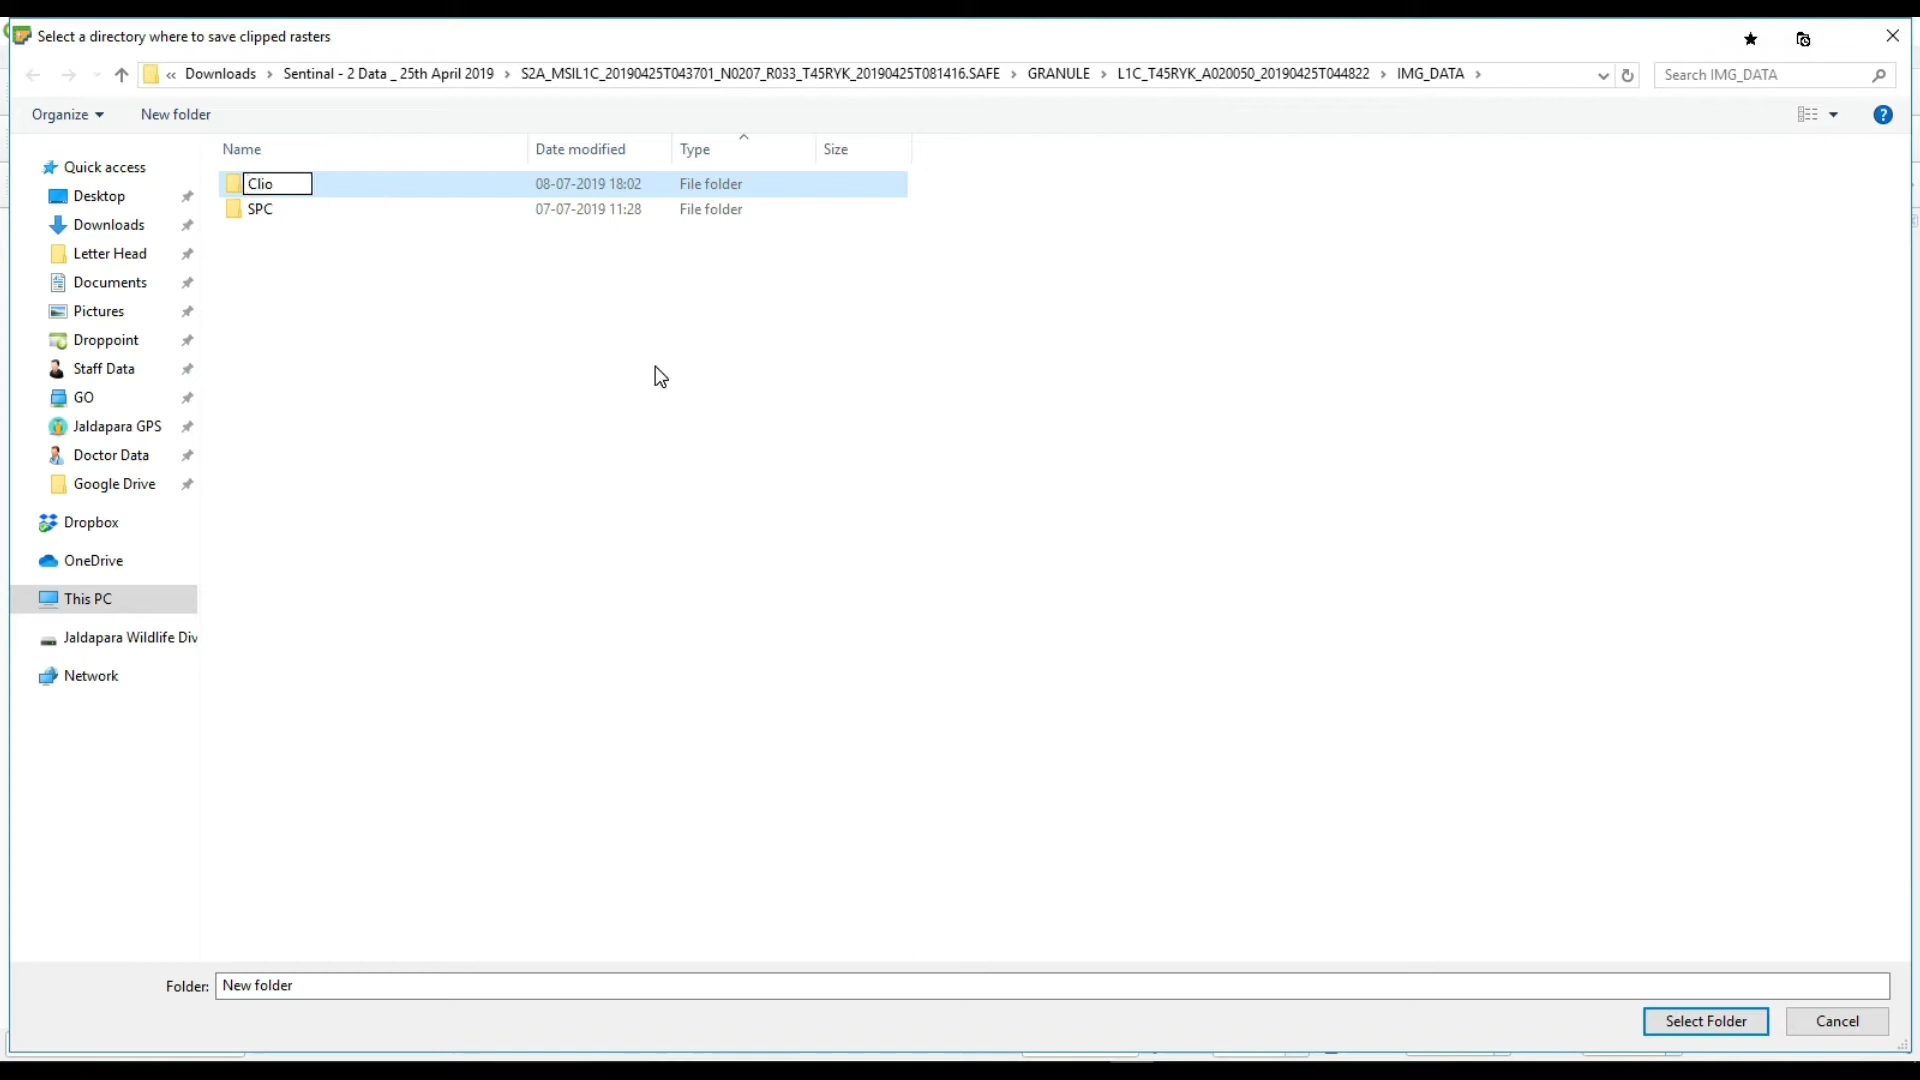 Select a directory where to save clipped rasters
« Downloads › Sentinal - 2 Data _ 25th April 2019 › S2A_MSIL1C_20190425T043701_N0207_R033_T45RYK_20190425T081416.SAFE › GRANULE › L1C_T45RYK_A020050_20190425T044822 › IMG_DATA ›
Search IMG_DATA
Organize New folder
Name Date modified Type Size
Clio 08-07-2019 18:02 File folder
SPC 07-07-2019 11:28 File folder
Quick access
Desktop
Downloads
Letter Head
Documents
Pictures
Droppoint
Staff Data
GO
Jaldapara GPS
Doctor Data
Google Drive
Dropbox
OneDrive
This PC
Jaldapara Wildlife Div
Network
Folder: New folder
Select Folder Cancel